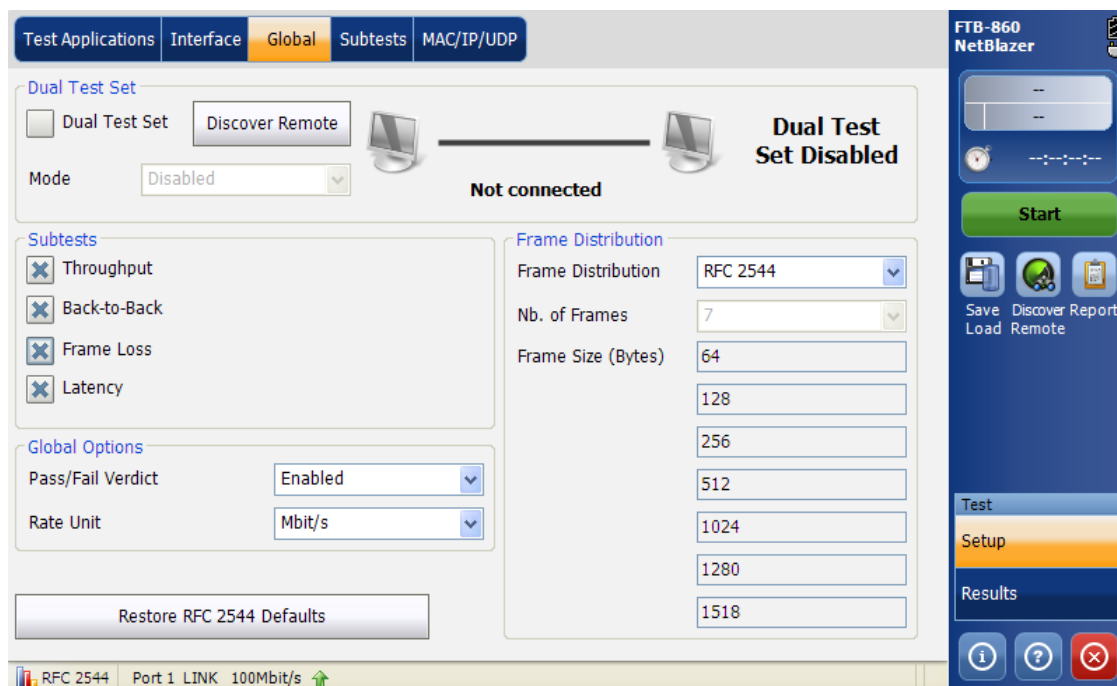 Test Applications Interface Global Subtests MAC/IP/UDP
Dual Test Set
Dual Test Set Discover Remote
Dual Test
Set Disabled
Mode Disabled
Not connected
Subtests
Throughput
Back-to-Back
Frame Loss
Latency
Global Options
Pass/Fail Verdict Enabled
Rate Unit Mbit/s
Restore RFC 2544 Defaults
Frame Distribution
Frame Distribution RFC 2544
Nb. of Frames 7
Frame Size (Bytes) 64
128
256
512
1024
1280
1518
RFC 2544 Port 1 LINK 100Mbit/s
FTB-860
NetBlazer
--
--
--:--:--:--
Start
Save
Load
Discover
Remote
Report
Test
Setup
Results